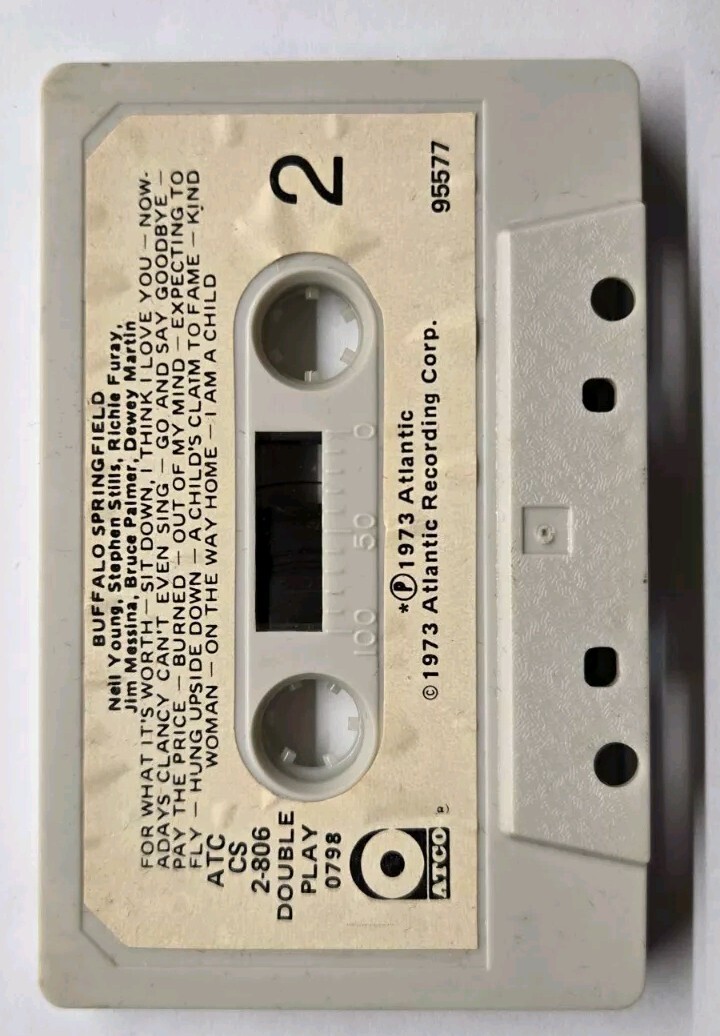 BUFFALO SPRINGFIELD
Neil Young, Stephen Stills, Richie Furay,
Jim Messina, Bruce Palmer, Dewey Martin
FOR WHAT IT'S WORTH — SIT DOWN, I THINK I LOVE YOU — NOW-
ADAYS CLANCY CAN'T EVEN SING — GO AND SAY GOODBYE —
PAY THE PRICE — BURNED — OUT OF MY MIND — EXPECTING TO
FLY — HUNG UPSIDE DOWN — A CHILD'S CLAIM TO FAME — KIND
WOMAN — ON THE WAY HOME — I AM A CHILD
ATC
CS
2-806
DOUBLE
PLAY
0798
2
100 50 0
ATCO ®
*Ⓟ1973 Atlantic
©1973 Atlantic Recording Corp.
95577